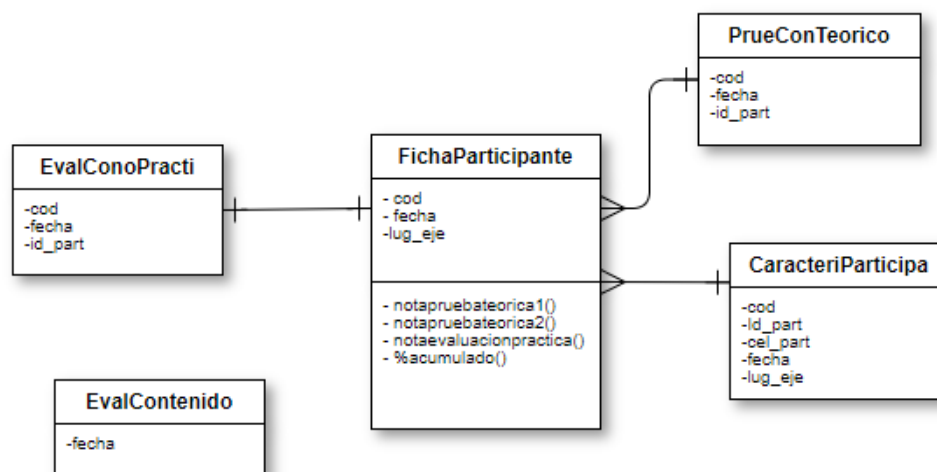 PrueConTeorico
-cod
-fecha
-id_part
EvalConoPracti
-cod
-fecha
-id_part
FichaParticipante
- cod
- fecha
-lug_eje
- notapruebateorica1()
- notapruebateorica2()
- notaevaluacionpractica()
- %acumulado()
CaracteriParticipa
-cod
-Id_part
-cel_part
-fecha
-lug_eje
EvalContenido
-fecha